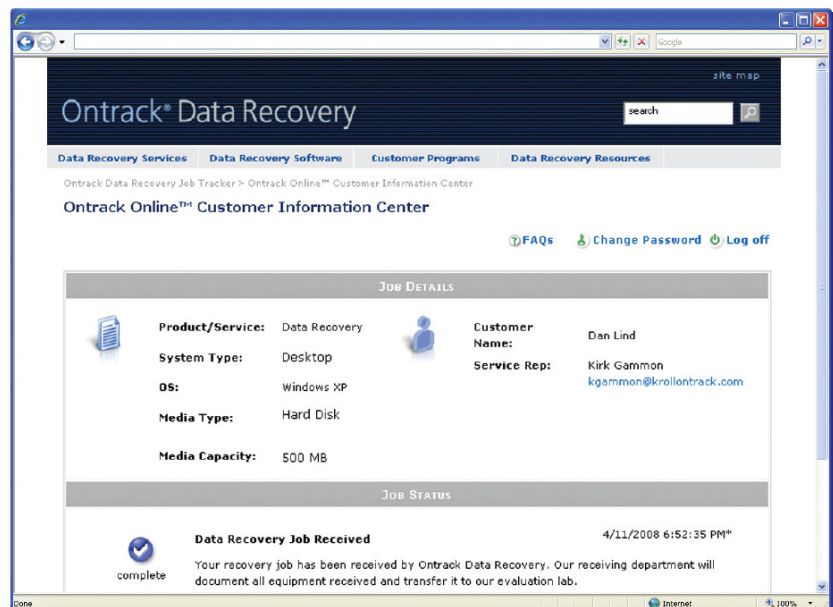 Google
site map
Ontrack® Data Recovery
search
Data Recovery Services Data Recovery Software Customer Programs Data Recovery Resources
Ontrack Data Recovery Job Tracker > Ontrack Online™ Customer Information Center
Ontrack Online™ Customer Information Center
FAQs Change Password Log off
JOB DETAILS
Product/Service: Data Recovery
System Type: Desktop
OS: Windows XP
Media Type: Hard Disk
Media Capacity: 500 MB
Customer
Name: Dan Lind
Service Rep: Kirk Gammon
kgammon@krollontrack.com
JOB STATUS
Data Recovery Job Received 4/11/2008 6:52:35 PM*
complete
Your recovery job has been received by Ontrack Data Recovery. Our receiving department will
document all equipment received and transfer it to our evaluation lab.
Done Internet 100%